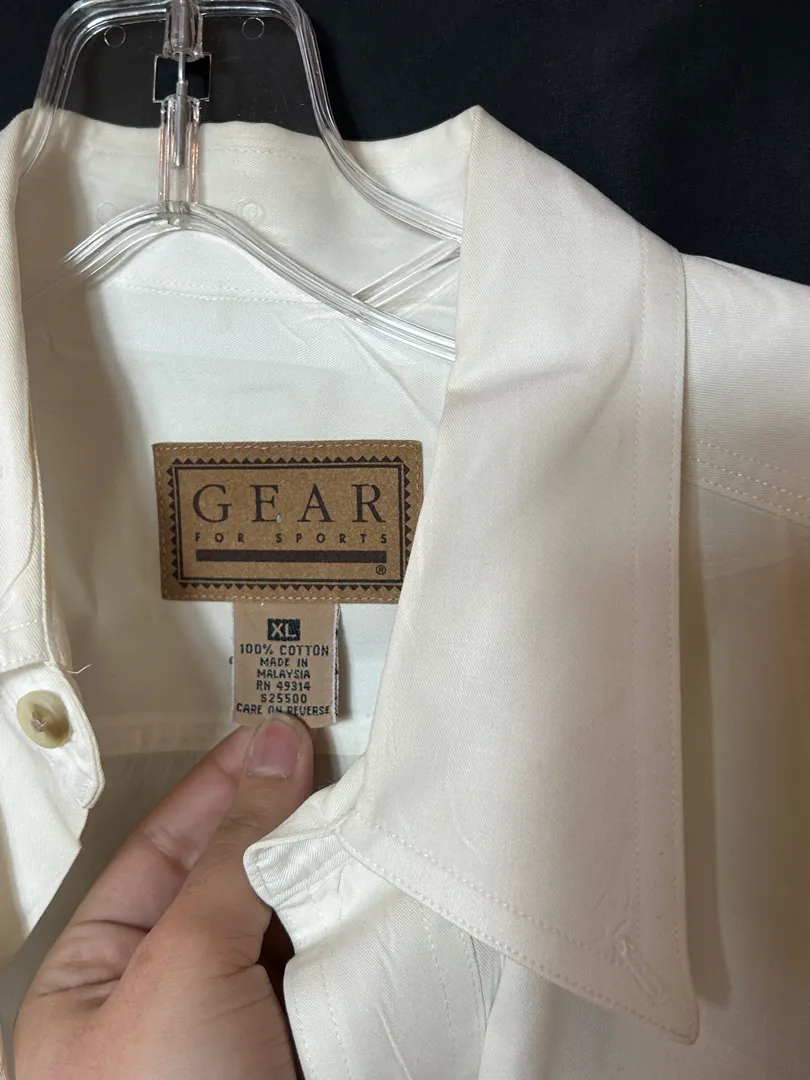 GEAR
FOR SPORTS
®
XL
100% COTTON
MADE IN
MALAYSIA
RN 49314
S25500
CARE ON REVERSE